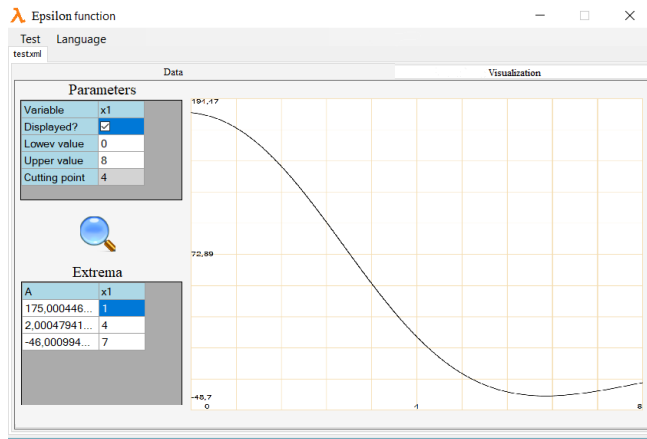 λ Epsilon function
Test Language
test.xml
Data Visualization
Parameters
Variable x1
Displayed?
Lowev value 0
Upper value 8
Cutting point 4
Extrema
A x1
175,000446... 1
2,00047941... 4
-46,000994... 7
194,47
72,89
-48,7
0 4 8